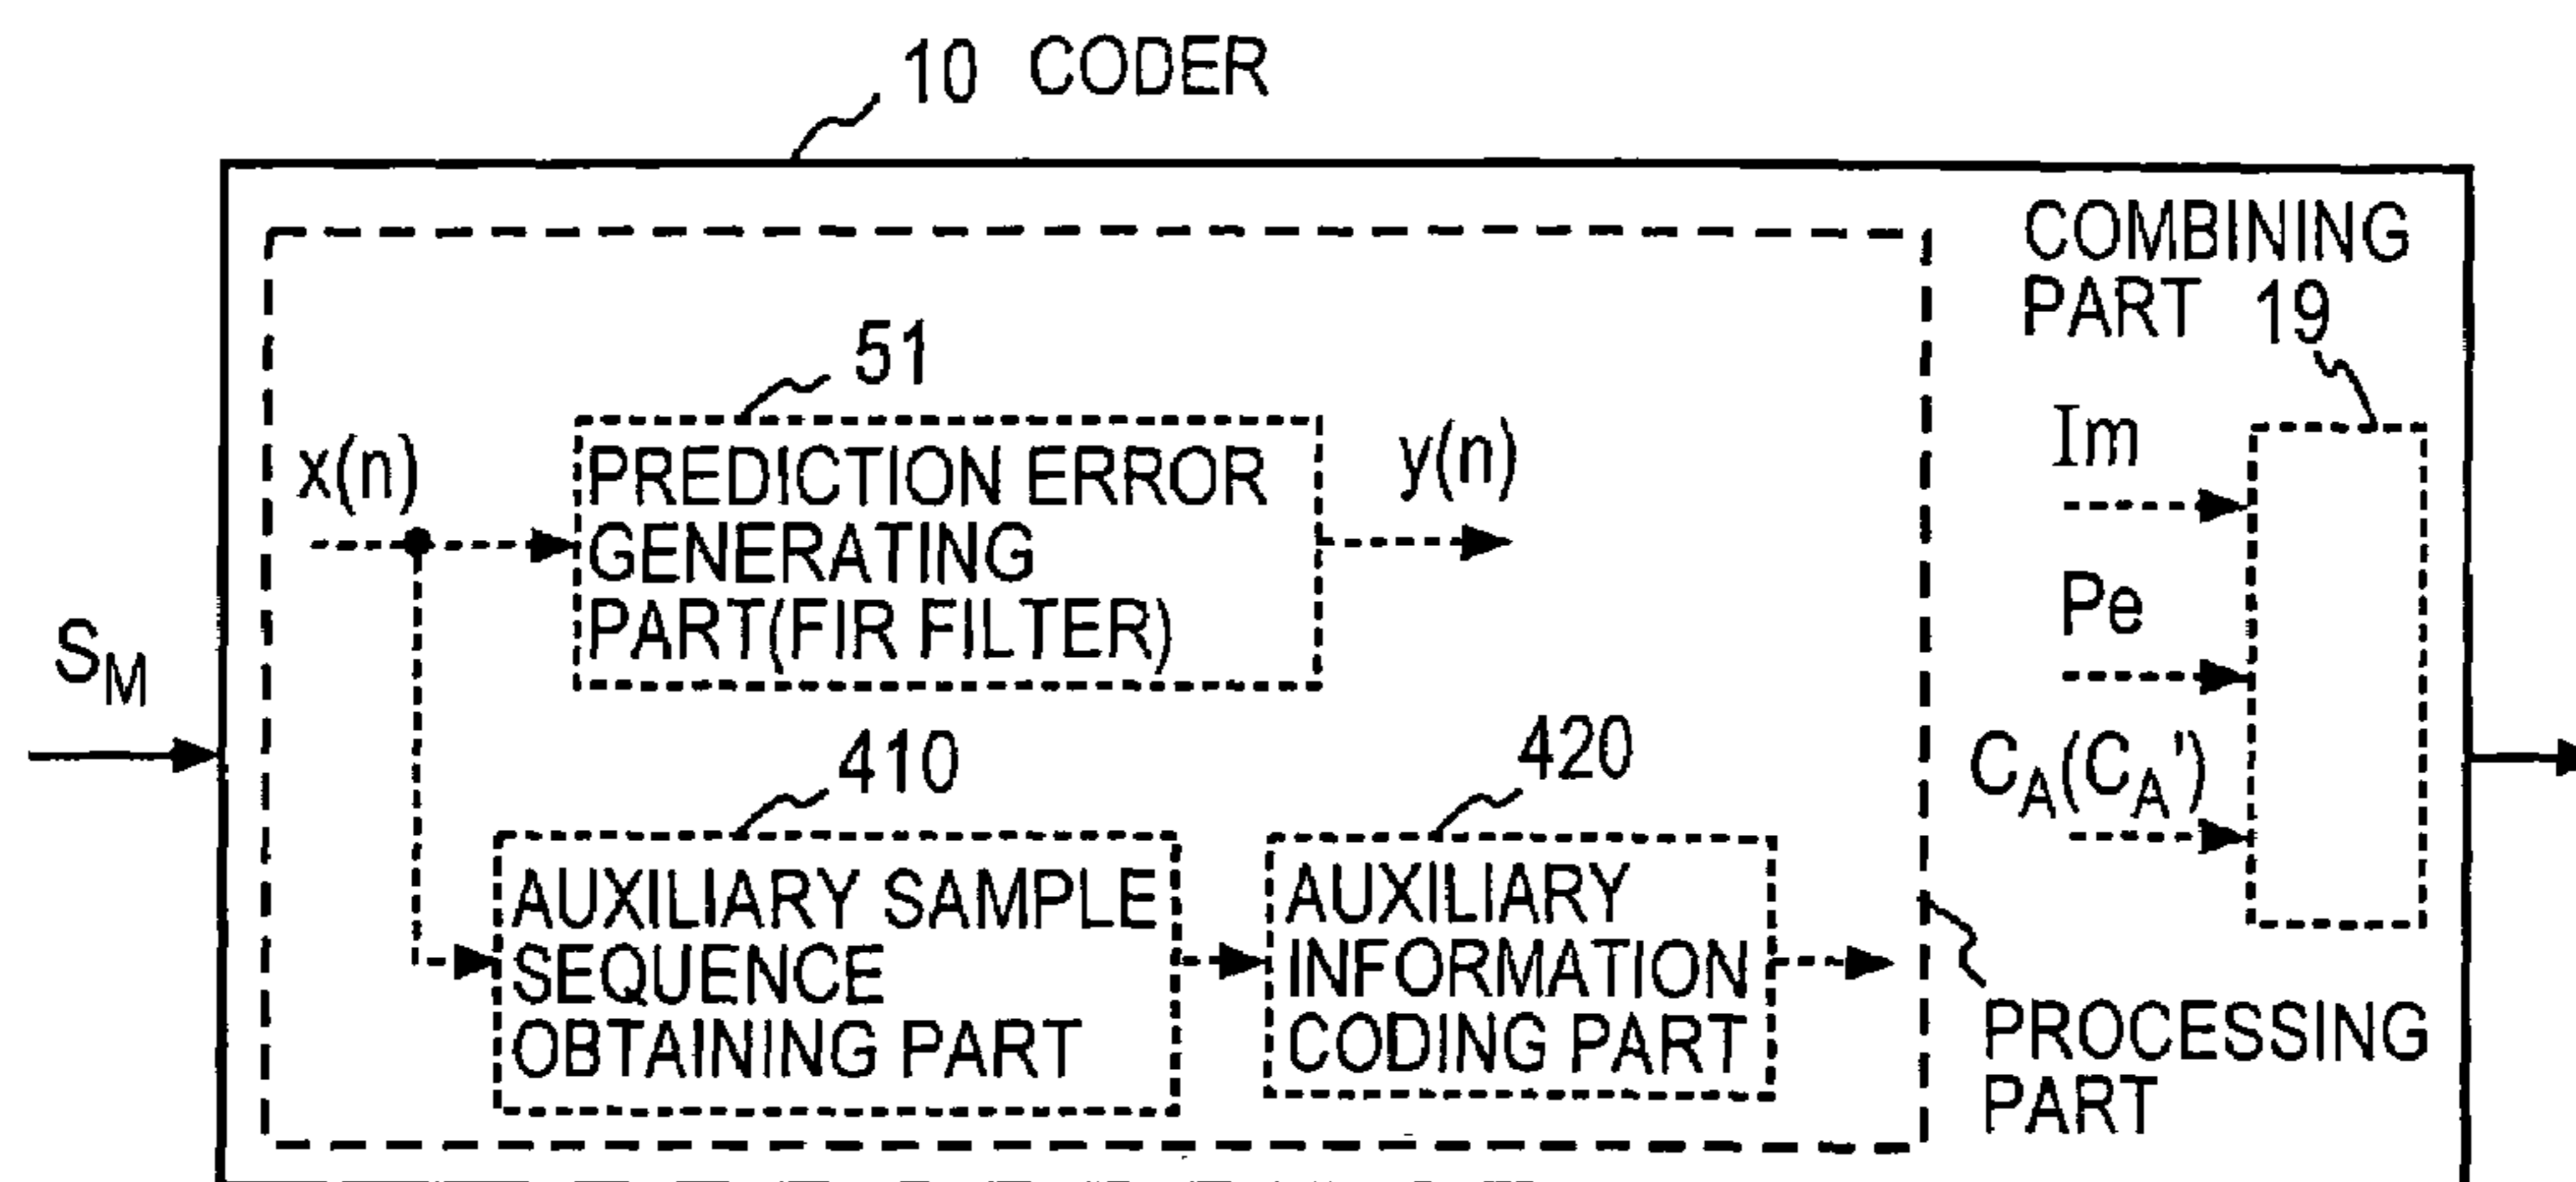 10 CODER
COMBINING
PART 19
51
x(n)
PREDICTION ERROR
GENERATING
PART(FIR FILTER)
y(n)
Im
Pe
S_M
C_A(C_A')
410
420
AUXILIARY SAMPLE
SEQUENCE
OBTAINING PART
AUXILIARY
INFORMATION
CODING PART
PROCESSING
PART